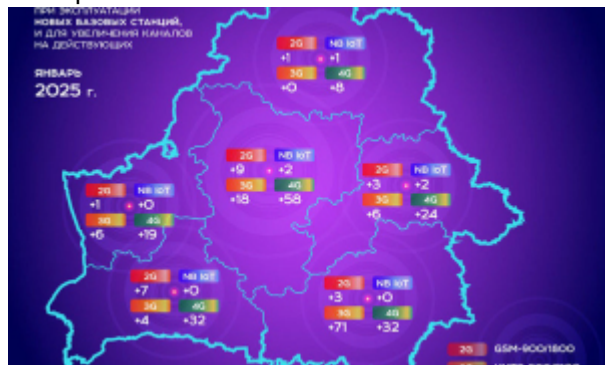 ПРИ ЭКСПЛУАТАЦИИ
НОВЫХ БАЗОВЫХ СТАНЦИЙ,
И ДЛЯ УВЕЛИЧЕНИЯ КАНАЛОВ
НА ДЕЙСТВУЮЩИХ
ЯНВАРЬ
2025 г.
2G NB IoT
+1 +1
3G 4G
+0 +8
2G NB IoT
+9 +2
3G 4G
+18 +58
2G NB IoT
+3 +2
3G 4G
+6 +24
2G NB IoT
+1 +0
3G 4G
+6 +19
2G NB IoT
+7 +0
3G 4G
+4 +32
2G NB IoT
+3 +0
3G 4G
+71 +32
2G GSM-900/1800